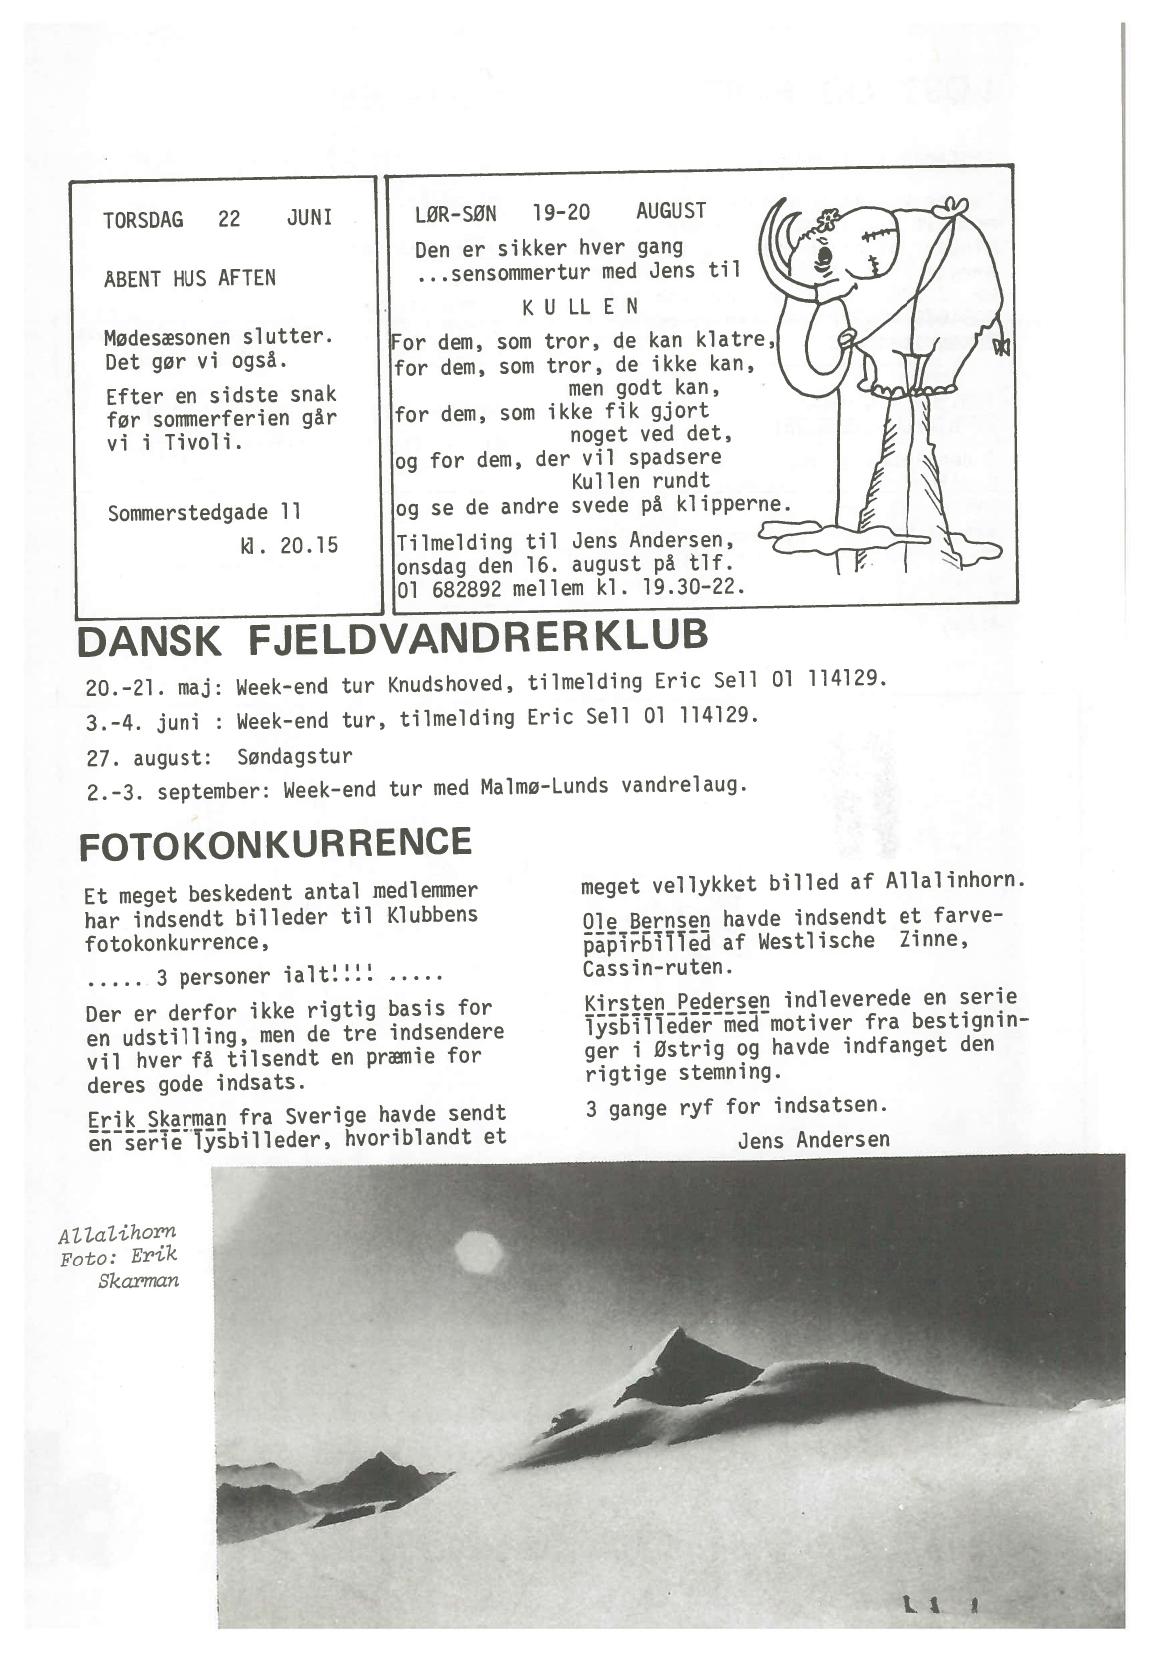 TORSDAG 22 JUNI
ÅBENT HUS AFTEN
Mødesæsonen slutter.
Det gør vi også.
Efter en sidste snak
før sommerferien går
vi i Tivoli.
Sommerstedgade 11
kl. 20.15
LØR-SØN 19-20 AUGUST
Den er sikker hver gang
...sensommertur med Jens til
K U L L E N
For dem, som tror, de kan klatre,
for dem, som tror, de ikke kan,
men godt kan,
for dem, som ikke fik gjort
noget ved det,
og for dem, der vil spadsere
Kullen rundt
og se de andre svede på klipperne.
Tilmelding til Jens Andersen,
onsdag den 16. august på tlf.
01 682892 mellem kl. 19.30-22.
DANSK FJELDVANDRERKLUB
20.-21. maj: Week-end tur Knudshoved, tilmelding Eric Sell 01 114129.
3.-4. juni : Week-end tur, tilmelding Eric Sell 01 114129.
27. august: Søndagstur
2.-3. september: Week-end tur med Malmø-Lunds vandrelaug.
FOTOKONKURRENCE
Et meget beskedent antal medlemmer
har indsendt billeder til Klubbens
fotokonkurrence,
..... 3 personer ialt!!!! .....
Der er derfor ikke rigtig basis for
en udstilling, men de tre indsendere
vil hver få tilsendt en præmie for
deres gode indsats.
Erik Skarman fra Sverige havde sendt
en serie lysbilleder, hvoriblandt et
meget vellykket billed af Allalinhorn.
Ole Bernsen havde indsendt et farve-
papirbilled af Westlische Zinne,
Cassin-ruten.
Kirsten Pedersen indleverede en serie
lysbilleder med motiver fra bestignin-
ger i Østrig og havde indfanget den
rigtige stemning.
3 gange ryf for indsatsen.
Jens Andersen
Allalihorn
Foto: Erik
Skarman